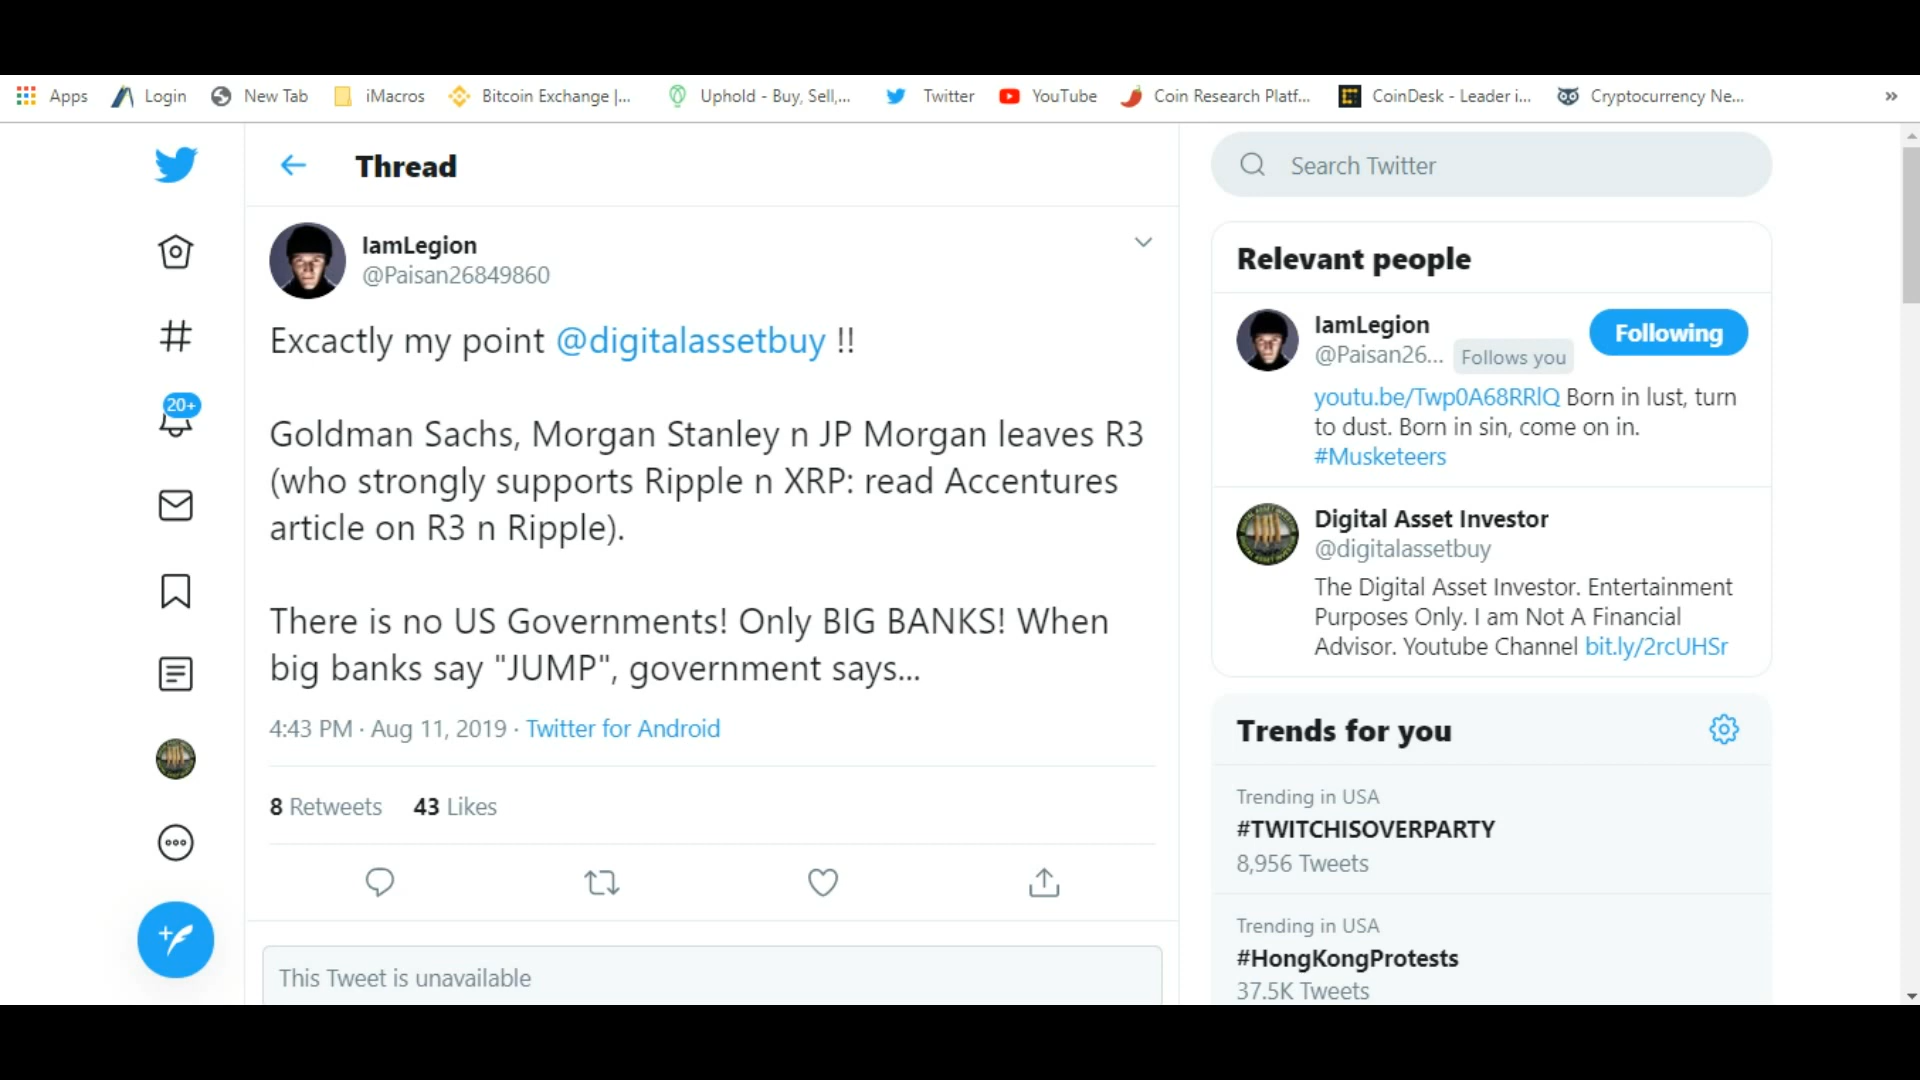 Apps Login New Tab iMacros Bitcoin Exchange |... Uphold - Buy, Sell,... Twitter YouTube Coin Research Platf... CoinDesk - Leader i... Cryptocurrency Ne... »
Thread
IamLegion
@Paisan26849860
Excactly my point @digitalassetbuy !!
Goldman Sachs, Morgan Stanley n JP Morgan leaves R3
(who strongly supports Ripple n XRP: read Accentures
article on R3 n Ripple).
There is no US Governments! Only BIG BANKS! When
big banks say "JUMP", government says...
4:43 PM · Aug 11, 2019 · Twitter for Android
8 Retweets 43 Likes
This Tweet is unavailable
20+
Search Twitter
Relevant people
IamLegion
@Paisan26... Follows you
Following
youtu.be/Twp0A68RRlQ Born in lust, turn
to dust. Born in sin, come on in.
#Musketeers
Digital Asset Investor
@digitalassetbuy
The Digital Asset Investor. Entertainment
Purposes Only. I am Not A Financial
Advisor. Youtube Channel bit.ly/2rcUHSr
Trends for you
Trending in USA
#TWITCHISOVERPARTY
8,956 Tweets
Trending in USA
#HongKongProtests
37.5K Tweets